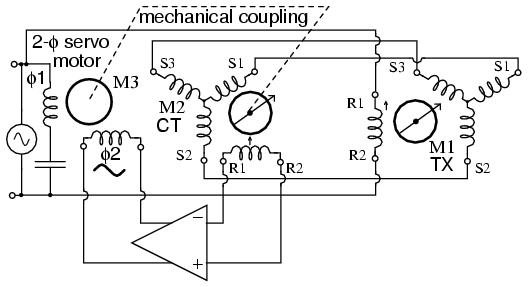 mechanical coupling
2-ϕ servo
motor
ϕ1
M3
S3
S1
S3
S1
M2
CT
R1
M1
TX
ϕ2
S2
R1
R2
R2
S2
−
+